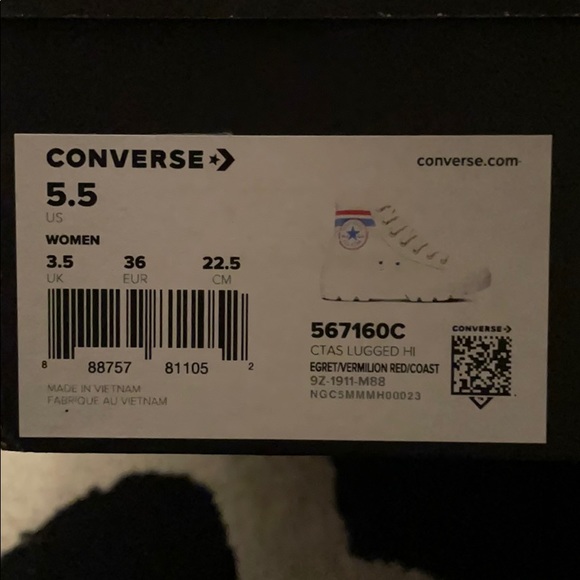 CONVERSE
converse.com
5.5
US
WOMEN
3.5 36 22.5
UK EUR CM
8 88757 81105 2
MADE IN VIETNAM
FABRIQUE AU VIETNAM
567160C
CTAS LUGGED HI
EGRET/VERMILION RED/COAST
9Z-1911-M88
NGC5MMMH00023
CONVERSE